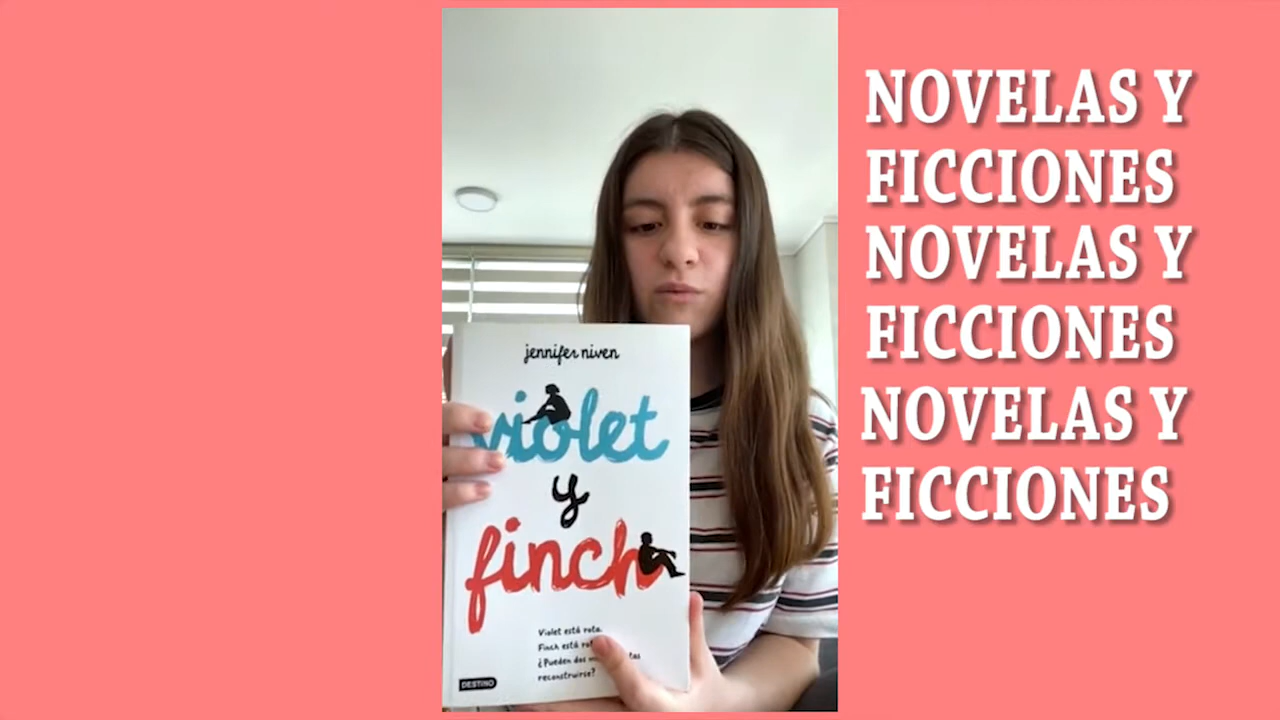 jennifer niven
violet
y
finch
Violet está rota.
Finch está
¿Pueden dos
reconstruirse?
DESTINO
NOVELAS Y
FICCIONES
NOVELAS Y
FICCIONES
NOVELAS Y
FICCIONES